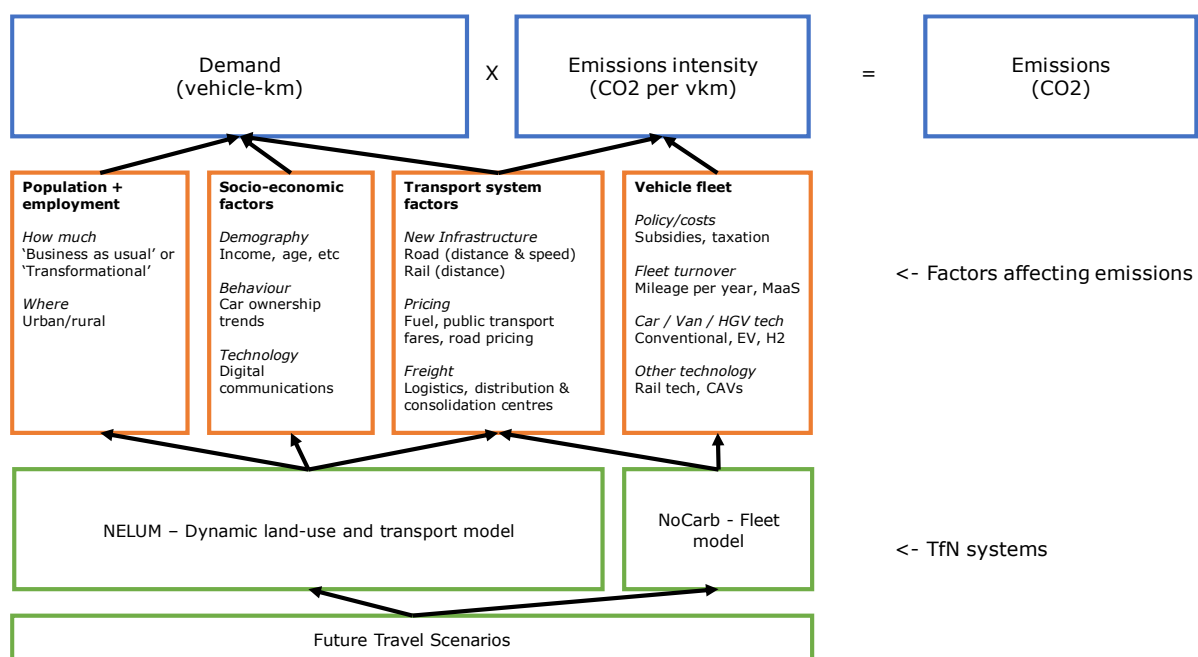 Demand
(vehicle-km)
X
Emissions intensity
(CO2 per vkm)
=
Emissions
(CO2)
Population +
employment
How much
'Business as usual' or
'Transformational'
Where
Urban/rural
Socio-economic
factors
Demography
Income, age, etc
Behaviour
Car ownership
trends
Technology
Digital
communications
Transport system
factors
New Infrastructure
Road (distance & speed)
Rail (distance)
Pricing
Fuel, public transport
fares, road pricing
Freight
Logistics, distribution &
consolidation centres
Vehicle fleet
Policy/costs
Subsidies, taxation
Fleet turnover
Mileage per year, MaaS
Car / Van / HGV tech
Conventional, EV, H2
Other technology
Rail tech, CAVs
<- Factors affecting emissions
NELUM – Dynamic land-use and transport model
NoCarb - Fleet
model
<- TfN systems
Future Travel Scenarios